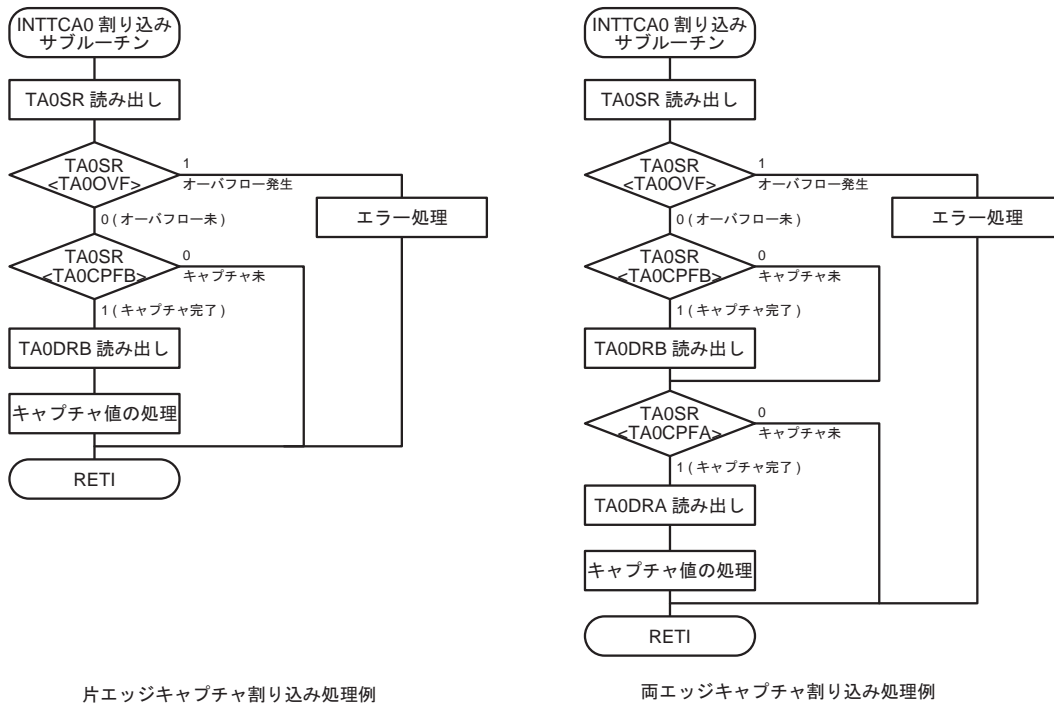 INTTCA0 割り込み
サブルーチン
TA0SR 読み出し
TA0SR
<TA0OVF>
1
オーバフロー発生
0 ( オーバフロー未 )
エラー処理
TA0SR
<TA0CPFB>
0
キャプチャ未
1 ( キャプチャ完了 )
TA0DRB 読み出し
キャプチャ値の処理
RETI
片エッジキャプチャ割り込み処理例
INTTCA0 割り込み
サブルーチン
TA0SR 読み出し
TA0SR
<TA0OVF>
1
オーバフロー発生
0 ( オーバフロー未 )
エラー処理
TA0SR
<TA0CPFB>
0
キャプチャ未
1 ( キャプチャ完了 )
TA0DRB 読み出し
TA0SR
<TA0CPFA>
0
キャプチャ未
1 ( キャプチャ完了 )
TA0DRA 読み出し
キャプチャ値の処理
RETI
両エッジキャプチャ割り込み処理例